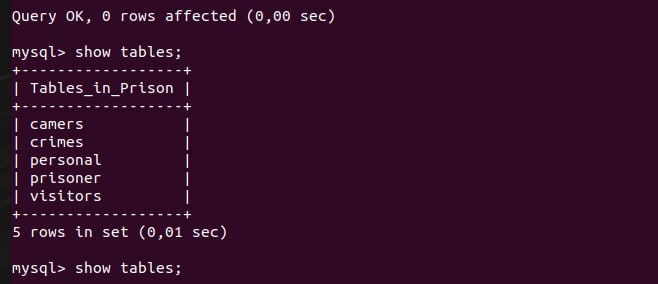 Query OK, 0 rows affected (0,00 sec)
mysql> show tables;
+------------------+
| Tables_in_Prison |
+------------------+
| camers           |
| crimes           |
| personal         |
| prisoner         |
| visitors         |
+------------------+
5 rows in set (0,01 sec)
mysql> show tables;